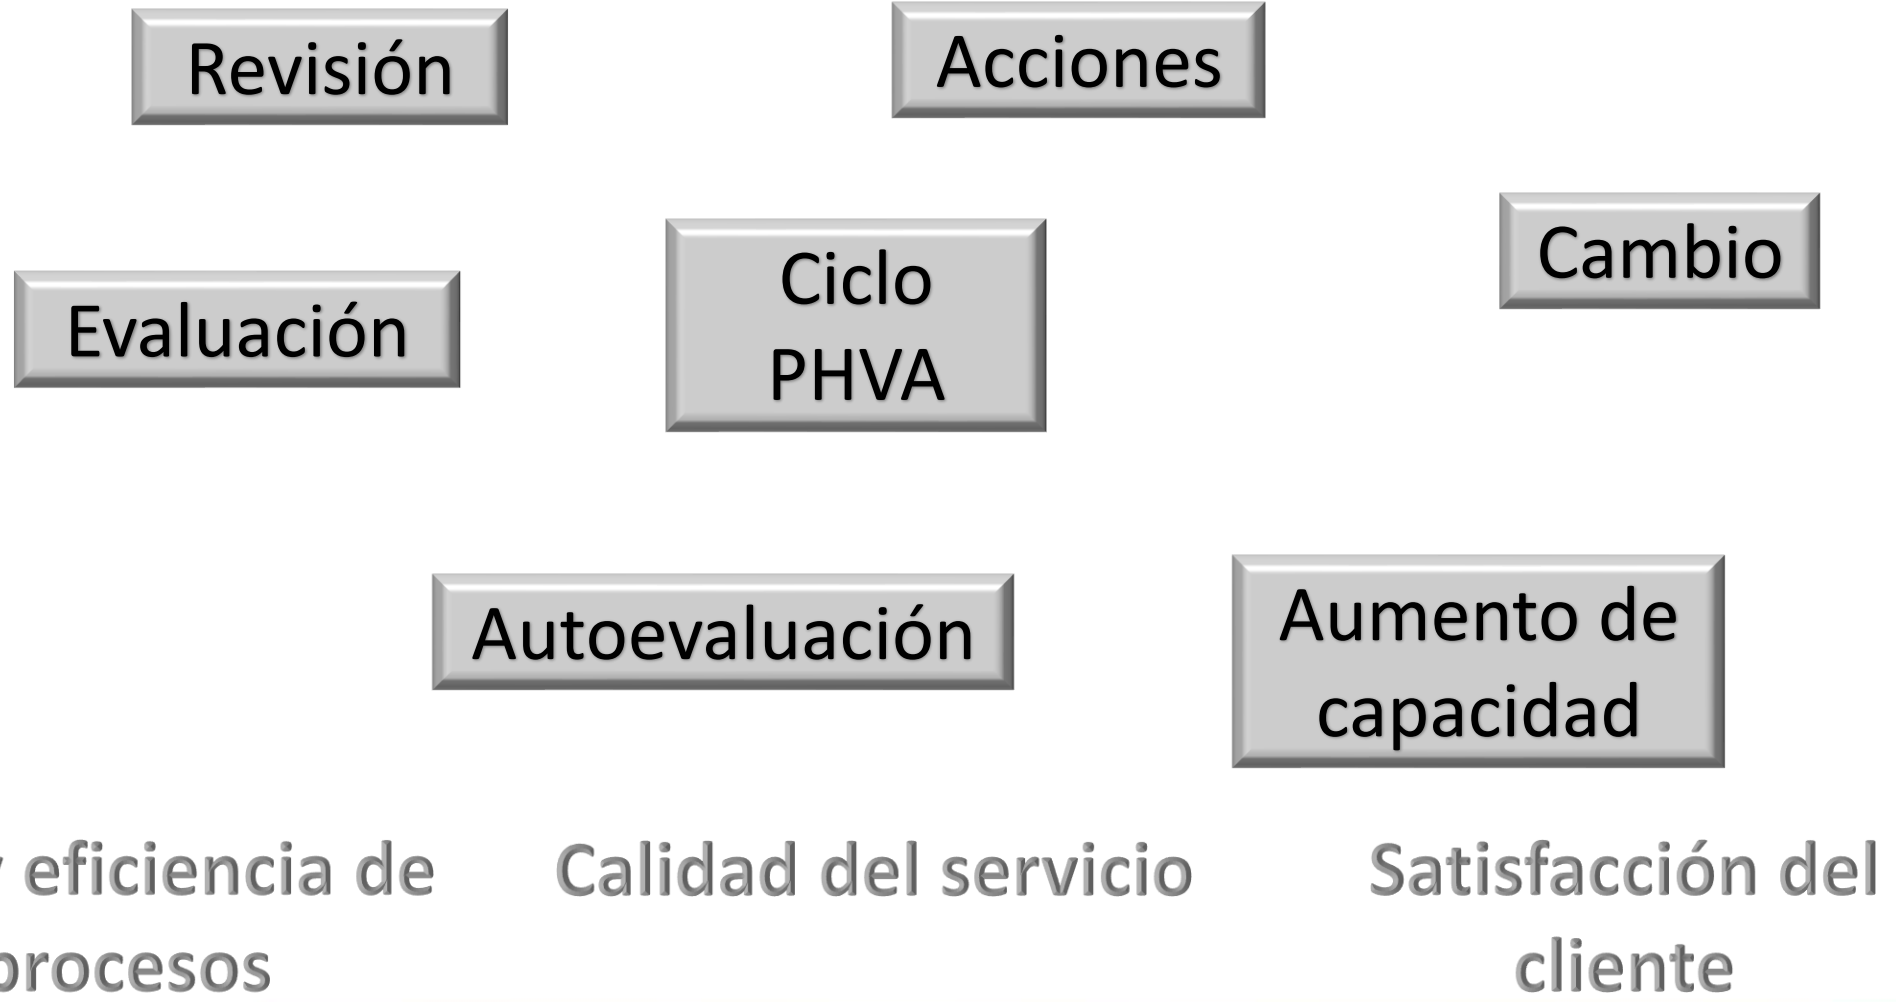 Revisión
Acciones
Cambio
Ciclo
PHVA
Evaluación
Autoevaluación
Aumento de
capacidad
eficiencia de
procesos
Calidad del servicio
Satisfacción del
cliente